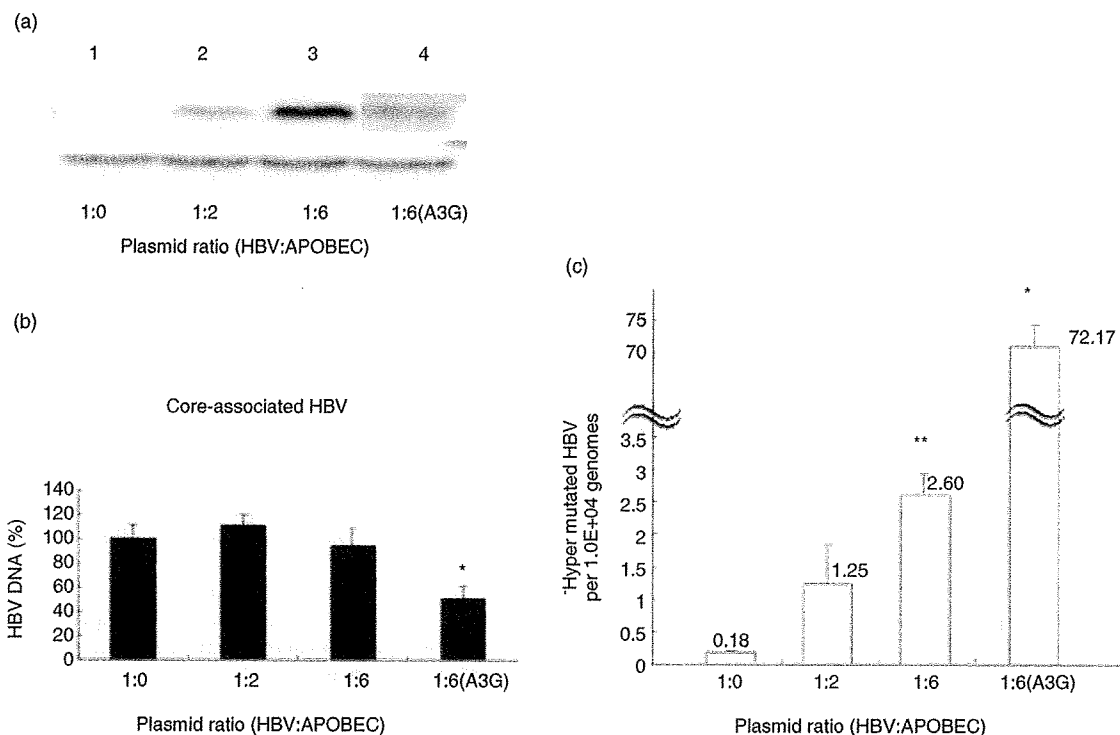 (a)
1 2 3 4
1:0 1:2 1:6 1:6(A3G)
Plasmid ratio (HBV:APOBEC)
(b)
Core-associated HBV
HBV DNA (%)
140
120
100
80
60
40
20
0
*
1:0 1:2 1:6 1:6(A3G)
Plasmid ratio (HBV:APOBEC)
(c)
Hyper mutated HBV
per 1.0E+04 genomes
75
70
3.5
3
2.5
2
1.5
1
0.5
0
0.18
1.25
**
2.60
*
72.17
1:0 1:2 1:6 1:6(A3G)
Plasmid ratio (HBV:APOBEC)